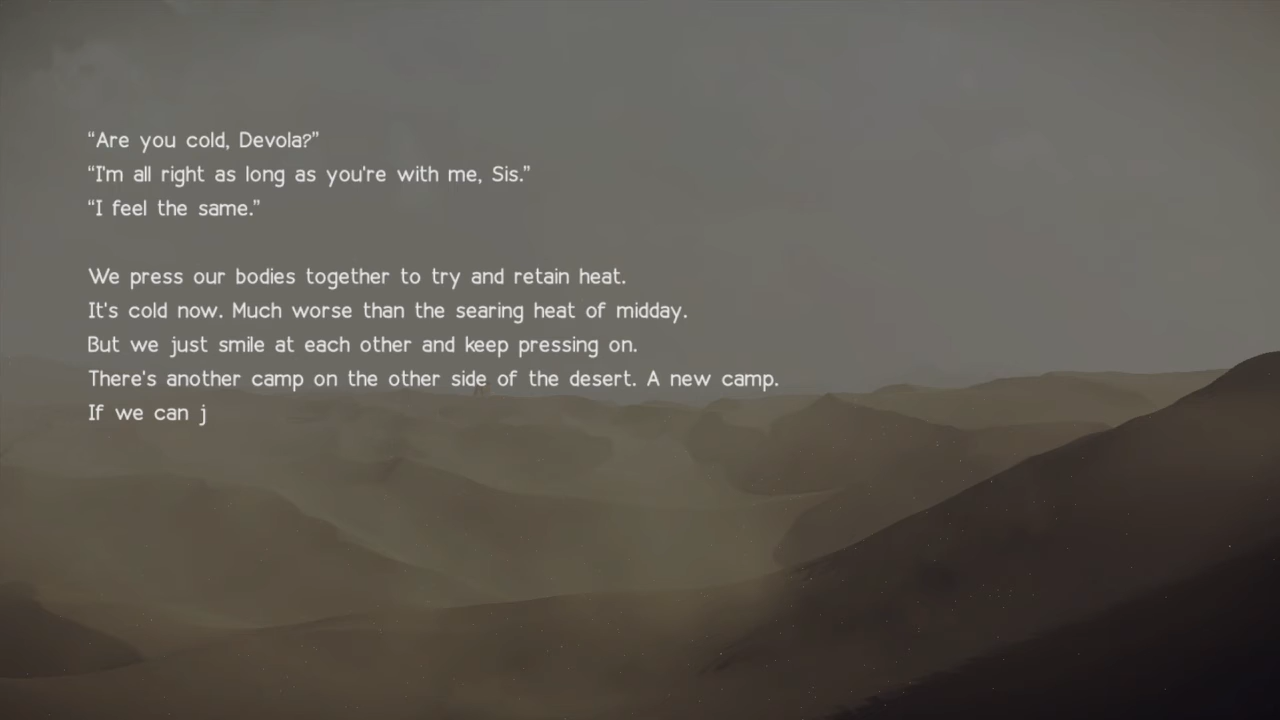 “Are you cold, Devola?”
“I'm all right as long as you're with me, Sis.”
“I feel the same.”
We press our bodies together to try and retain heat.
It's cold now. Much worse than the searing heat of midday.
But we just smile at each other and keep pressing on.
There's another camp on the other side of the desert. A new camp.
If we can j